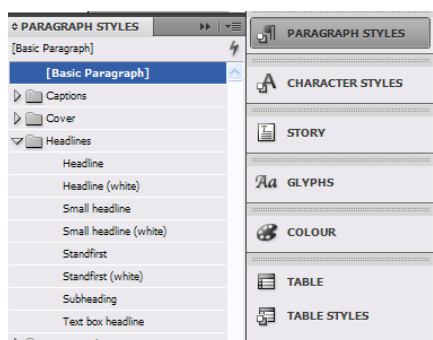 PARAGRAPH STYLES
[Basic Paragraph]
[Basic Paragraph]
Captions
Cover
Headlines
Headline
Headline (white)
Small headline
Small headline (white)
Standfirst
Standfirst (white)
Subheading
Text box headline
PARAGRAPH STYLES
CHARACTER STYLES
STORY
GLYPHS
COLOUR
TABLE
TABLE STYLES